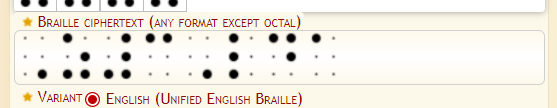 BRAILLE CIPHERTEXT (ANY FORMAT EXCEPT OCTAL)
⠠⠵⠼⠉⠠⠇⠙⠁
VARIANT ENGLISH (UNIFIED ENGLISH BRAILLE)